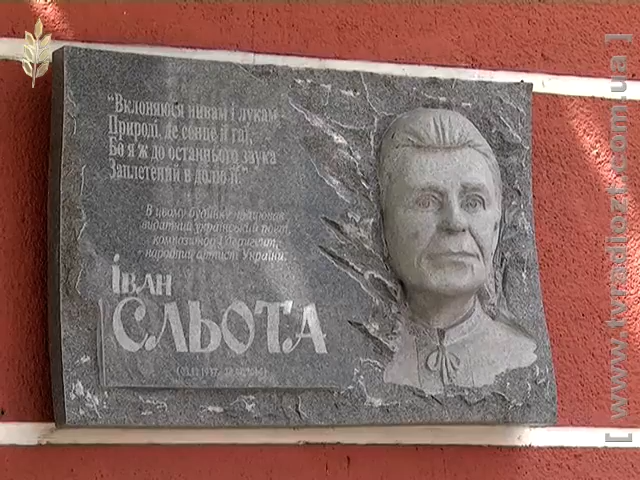 "Вклоняюся нивам і лукам
Природі, де сонце й гаї,
Бо я ж до останнього звука
Заплетений в долю її."
В цьому будинку працював
видатний український поет,
композитор і диригент,
народний артист України
Іван
СЛЬОТА
[ www.tvradiozt.com.ua ]